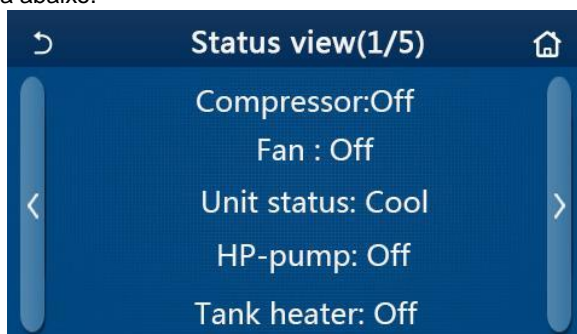 a abaixo.
Status view(1/5)
Compressor:Off
Fan : Off
Unit status: Cool
HP-pump: Off
Tank heater: Off